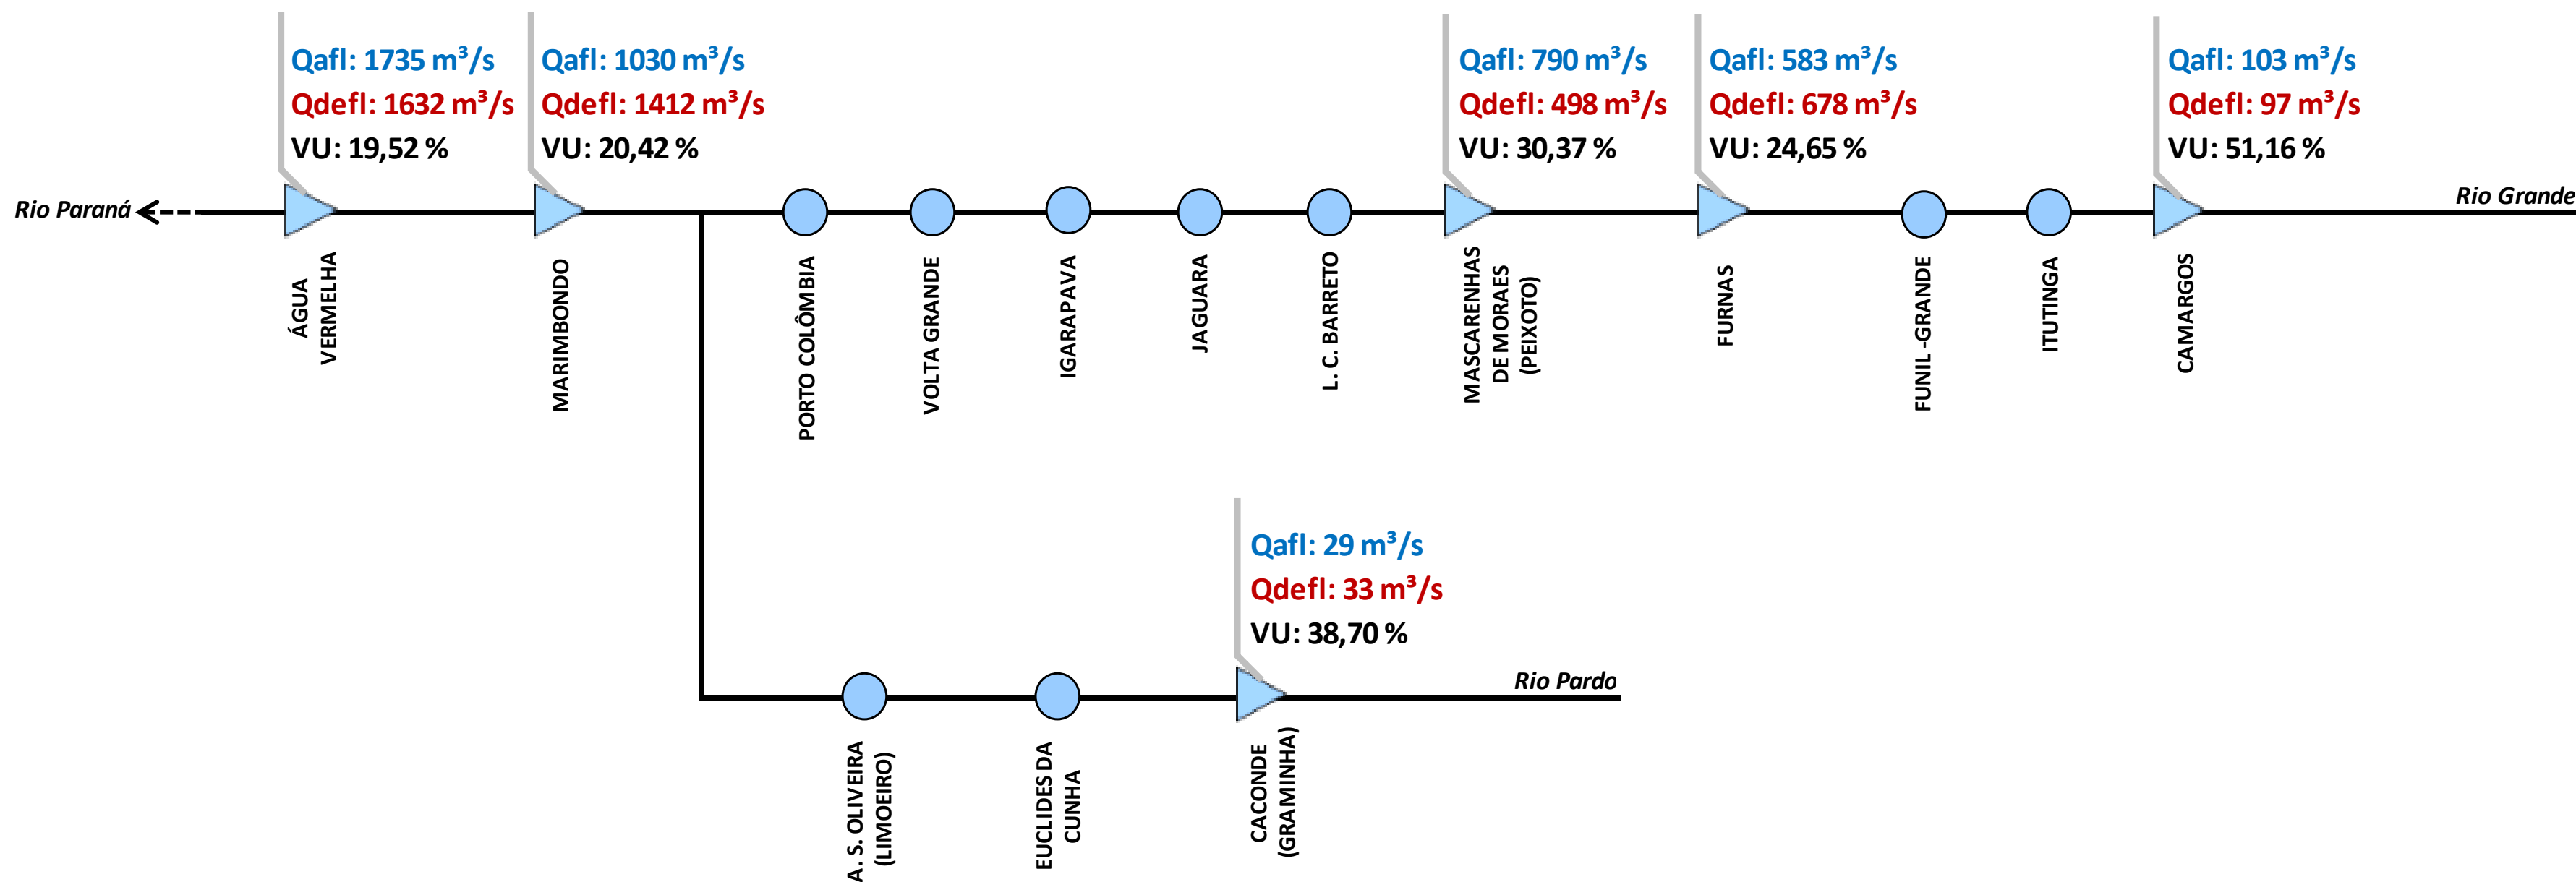 Qafl: 1735 m³/s
Qdefl: 1632 m³/s
VU: 19,52 %
Qafl: 1030 m³/s
Qdefl: 1412 m³/s
VU: 20,42 %
Qafl: 790 m³/s
Qdefl: 498 m³/s
VU: 30,37 %
Qafl: 583 m³/s
Qdefl: 678 m³/s
VU: 24,65 %
Qafl: 103 m³/s
Qdefl: 97 m³/s
VU: 51,16 %
Rio Paraná
Rio Grande
ÁGUA
VERMELHA
MARIMBONDO
PORTO COLÔMBIA
VOLTA GRANDE
IGARAPAVA
JAGUARA
L. C. BARRETO
MASCARENHAS
DE MORAES
(PEIXOTO)
FURNAS
FUNIL -GRANDE
ITUTINGA
CAMARGOS
Qafl: 29 m³/s
Qdefl: 33 m³/s
VU: 38,70 %
Rio Pardo
A. S. OLIVEIRA
(LIMOEIRO)
EUCLIDES DA
CUNHA
CACONDE
(GRAMINHA)